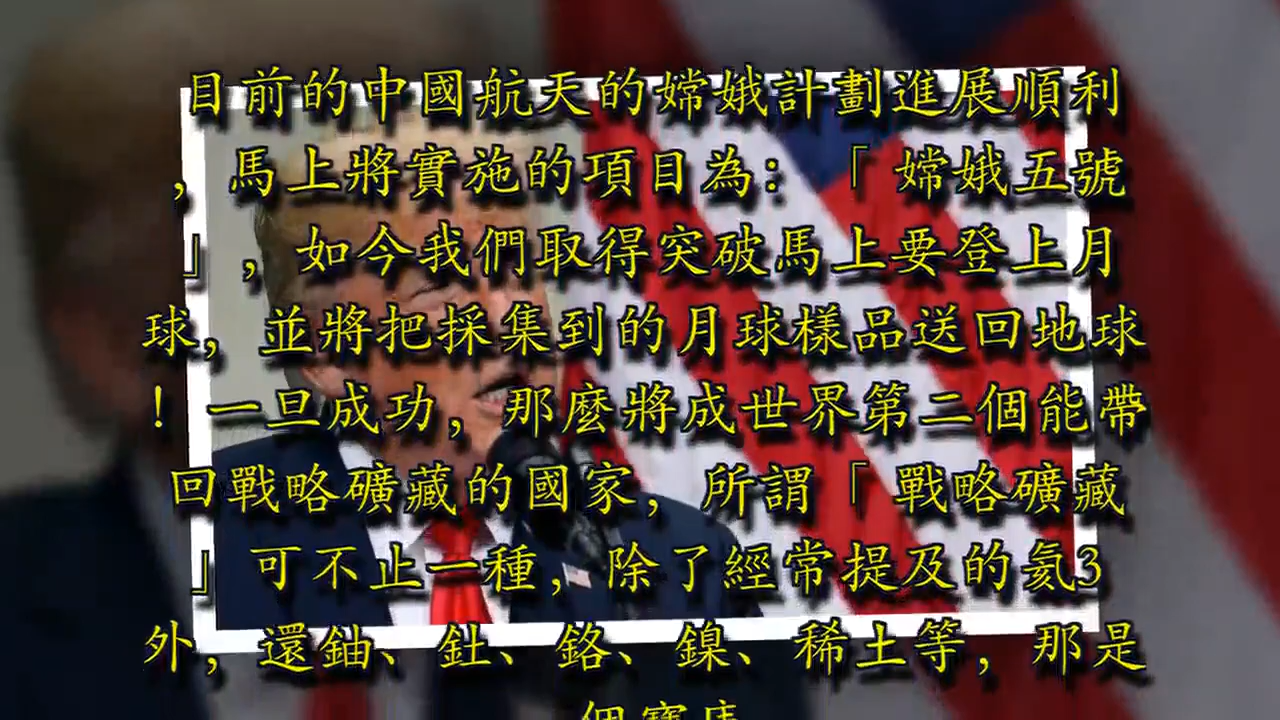 目前的中國航天的嫦娥計劃進展順利
，馬上將實施的項目為：「嫦娥五號
」，如今我們取得突破馬上要登上月
球，並將把採集到的月球樣品送回地球
！一旦成功，那麼將成世界第二個能帶
回戰略礦藏的國家，所謂「戰略礦藏
」可不止一種，除了經常提及的氦3
外，還鈾、釷、鉻、鎳、稀土等，那是
個寶庫